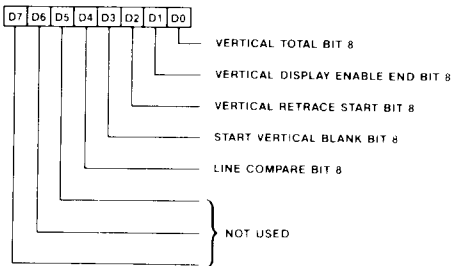 D7 D6 D5 D4 D3 D2 D1 D0
VERTICAL TOTAL BIT 8
VERTICAL DISPLAY ENABLE END BIT 8
VERTICAL RETRACE START BIT 8
START VERTICAL BLANK BIT 8
LINE COMPARE BIT 8
NOT USED